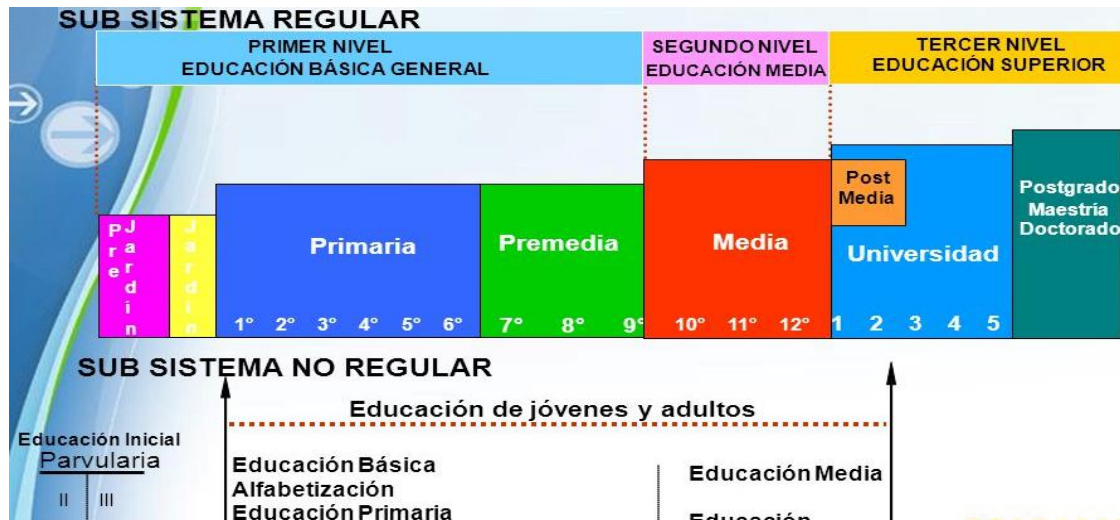 SUB SISTEMA REGULAR
PRIMER NIVEL
EDUCACIÓN BÁSICA GENERAL
SEGUNDO NIVEL
EDUCACIÓN MEDIA
TERCER NIVEL
EDUCACIÓN SUPERIOR
Pre
Jardín
Jardín
Primaria
1° 2° 3° 4° 5° 6°
Premedia
7° 8° 9°
Media
10° 11° 12°
Post
Media
Universidad
1 2 3 4 5
Postgrado
Maestría
Doctorado
SUB SISTEMA NO REGULAR
Educación de jóvenes y adultos
Educación Inicial
Parvularia
II III
Educación Básica
Alfabetización
Educación Primaria
Educación Media
Educación